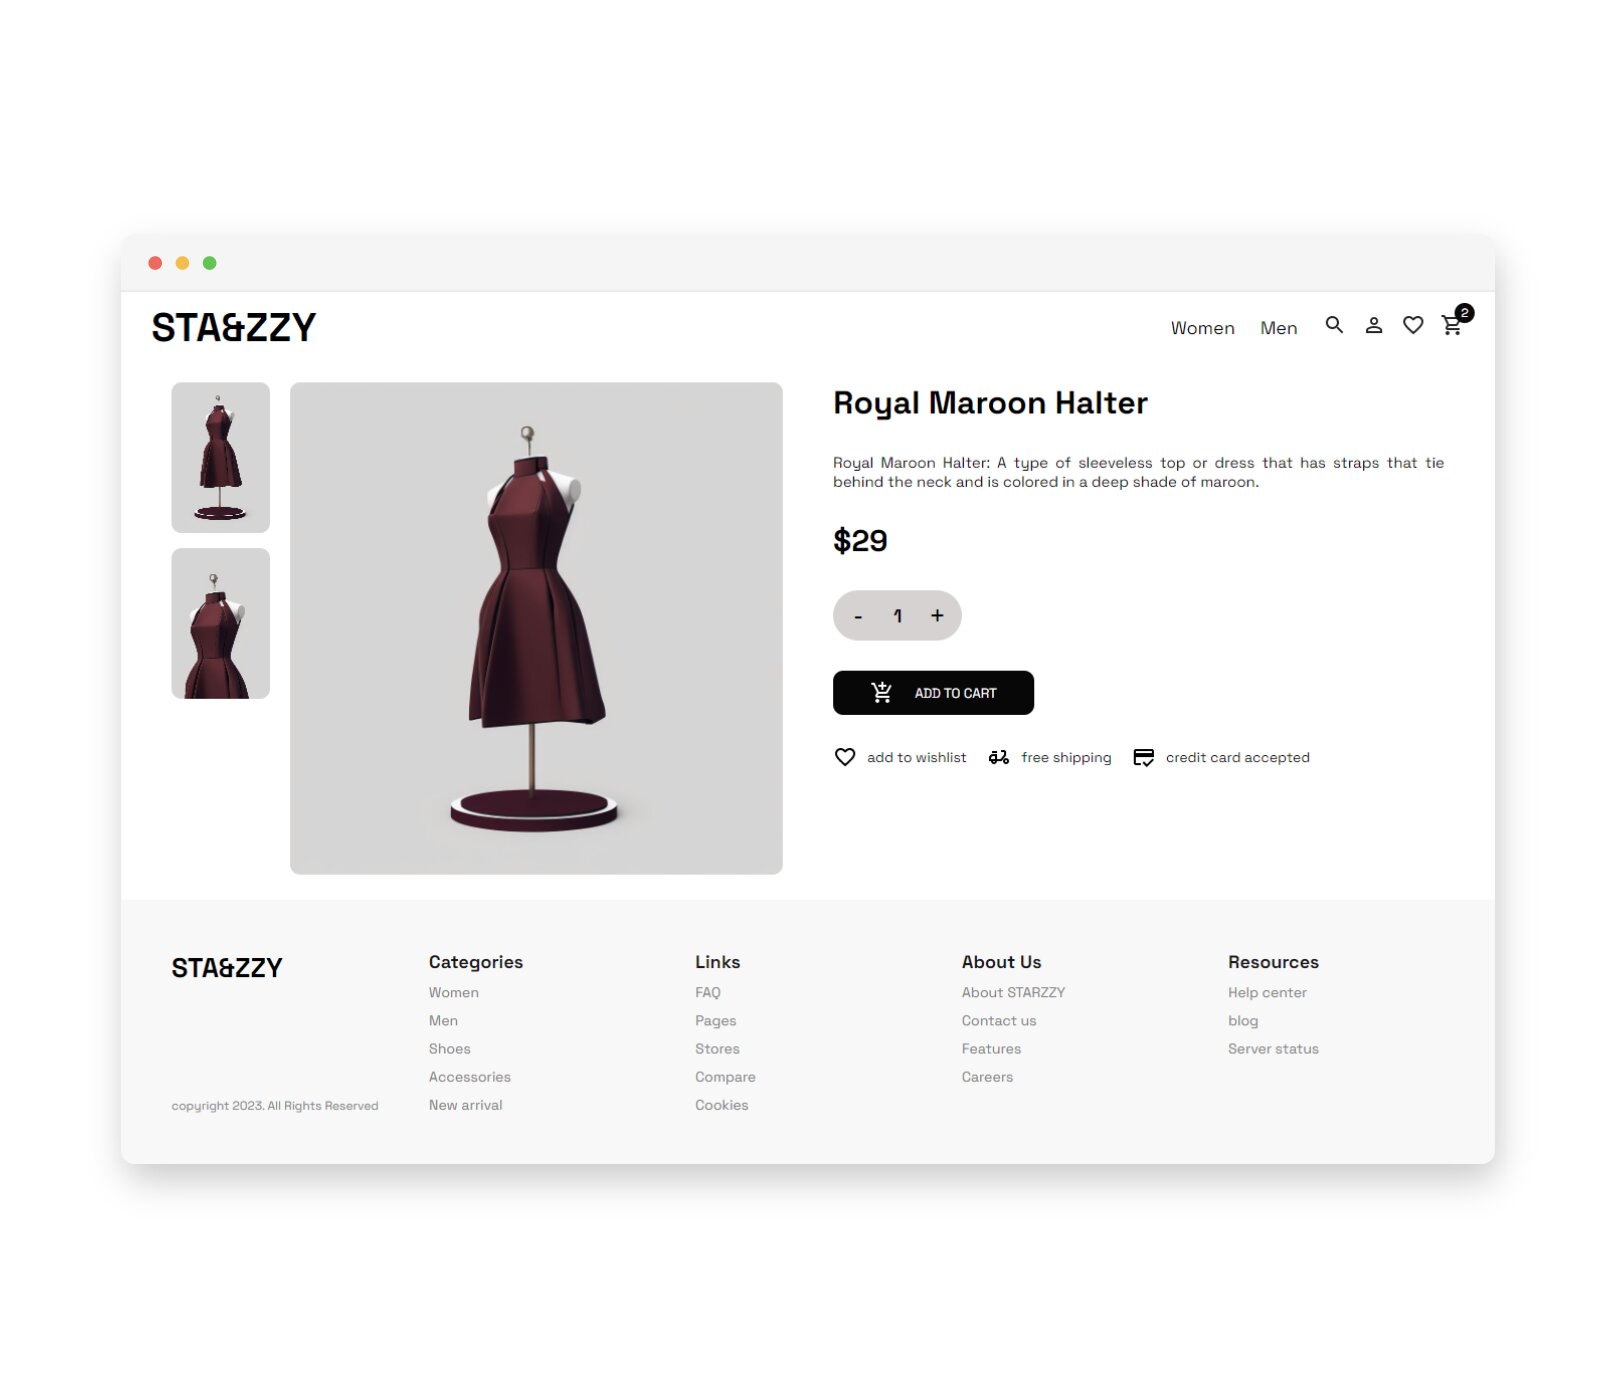 STA&ZZY
Women Men 2
Royal Maroon Halter
Royal Maroon Halter: A type of sleeveless top or dress that has straps that tie
behind the neck and is colored in a deep shade of maroon.
$29
- 1 +
ADD TO CART
add to wishlist free shipping credit card accepted
STA&ZZY
copyright 2023. All Rights Reserved
Categories
Women
Men
Shoes
Accessories
New arrival
Links
FAQ
Pages
Stores
Compare
Cookies
About Us
About STARZZY
Contact us
Features
Careers
Resources
Help center
blog
Server status